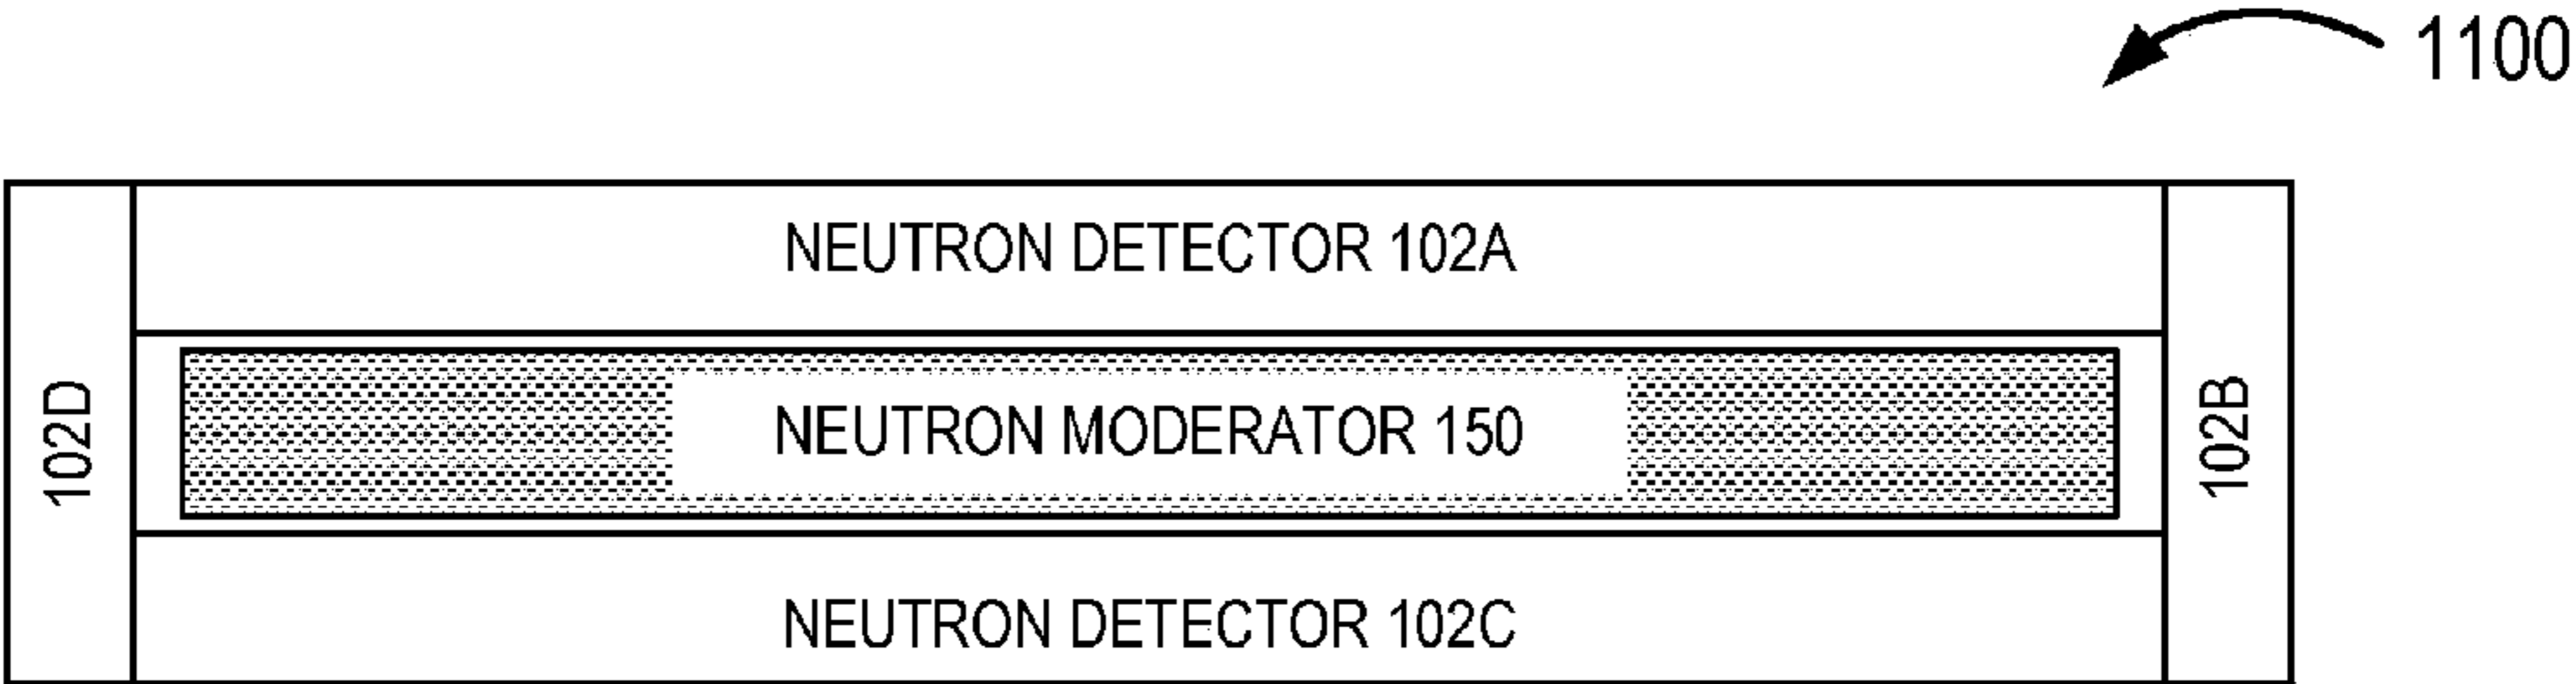 1100
NEUTRON DETECTOR 102A
102D
NEUTRON MODERATOR 150
102B
NEUTRON DETECTOR 102C